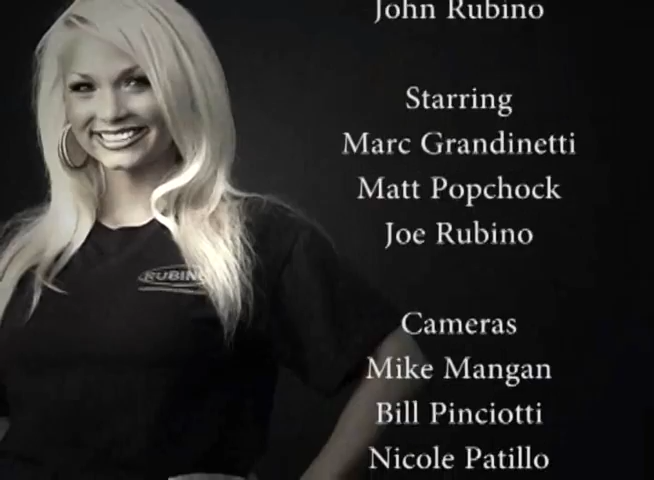 John Rubino
Starring
Marc Grandinetti
Matt Popchock
Joe Rubino
RUBINO
Cameras
Mike Mangan
Bill Pinciotti
Nicole Patillo